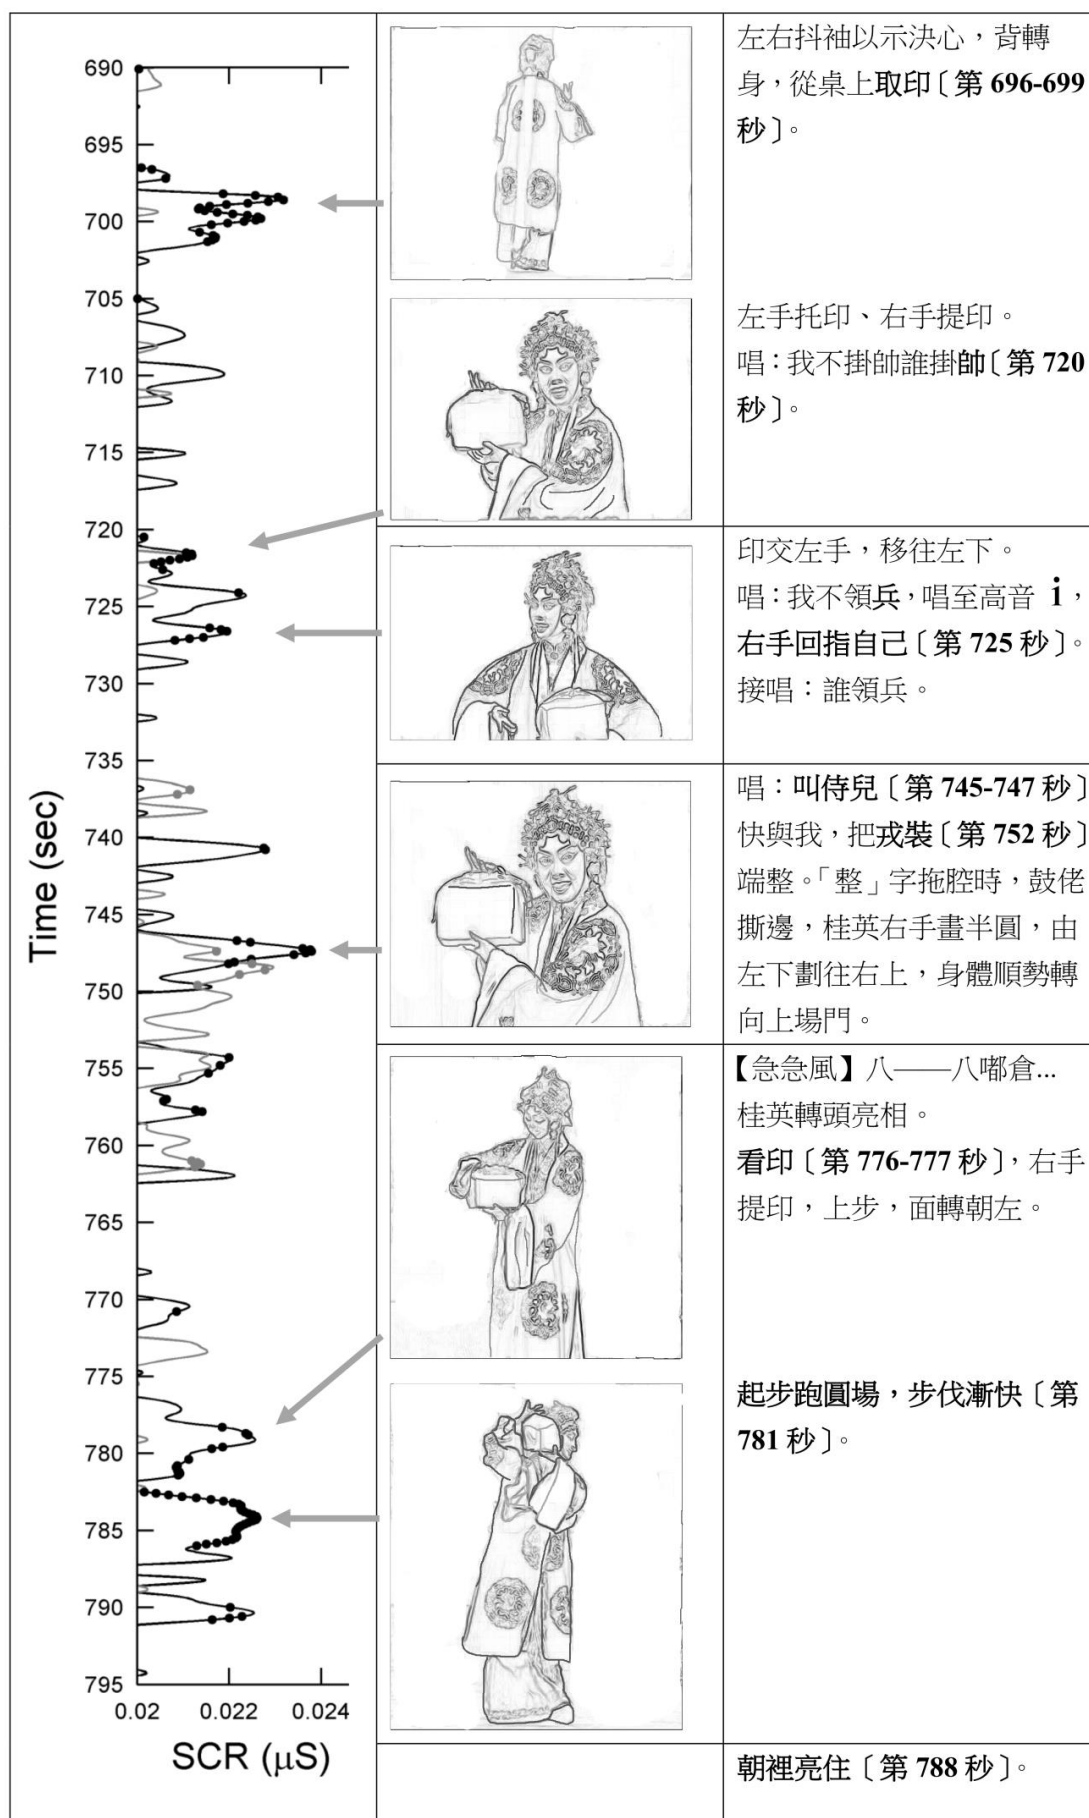 690
695
700
705
710
715
720
725
730
735
740
745
750
755
760
765
770
775
780
785
790
795
0.02 0.022 0.024
Time (sec)
SCR (μS)
左右抖袖以示決心，背轉
身，從桌上取印〔第 696-699
秒〕。
左手托印、右手提印。
唱：我不掛帥誰掛帥〔第 720
秒〕。
印交左手，移往左下。
唱：我不領兵，唱至高音 i，
右手回指自己〔第 725 秒〕。
接唱：誰領兵。
唱：叫侍兒〔第 745-747 秒〕
快與我，把戎裝〔第 752 秒〕
端整。「整」字拖腔時，鼓佬
撕邊，桂英右手畫半圓，由
左下劃往右上，身體順勢轉
向上場門。
【急急風】八——八嘟倉...
桂英轉頭亮相。
看印〔第 776-777 秒〕，右手
提印，上步，面轉朝左。
起步跑圓場，步伐漸快〔第
781 秒〕。
朝裡亮住〔第 788 秒〕。